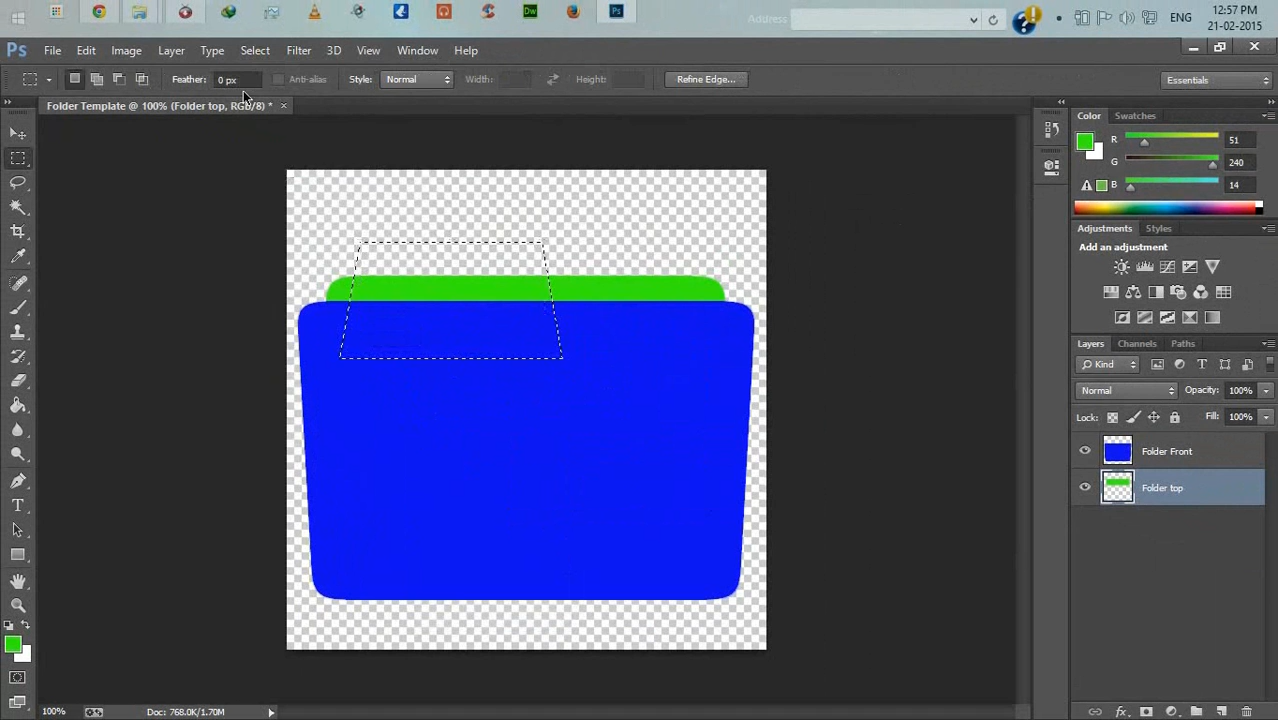 Address
ENG
12:57 PM
21-02-2015
Ps
File Edit Image Layer Type Select Filter 3D View Window Help
Feather: 0 px Anti-alias Style: Normal Width: Height: Refine Edge... Essentials
Folder Template @ 100% (Folder top, RGB/8) * ×
Color Swatches
R 51
G 240
B 14
Adjustments Styles
Add an adjustment
Layers Channels Paths
Kind
Normal Opacity: 100%
Lock: Fill: 100%
Folder Front
Folder top
100% Doc: 768.0K/1.70M